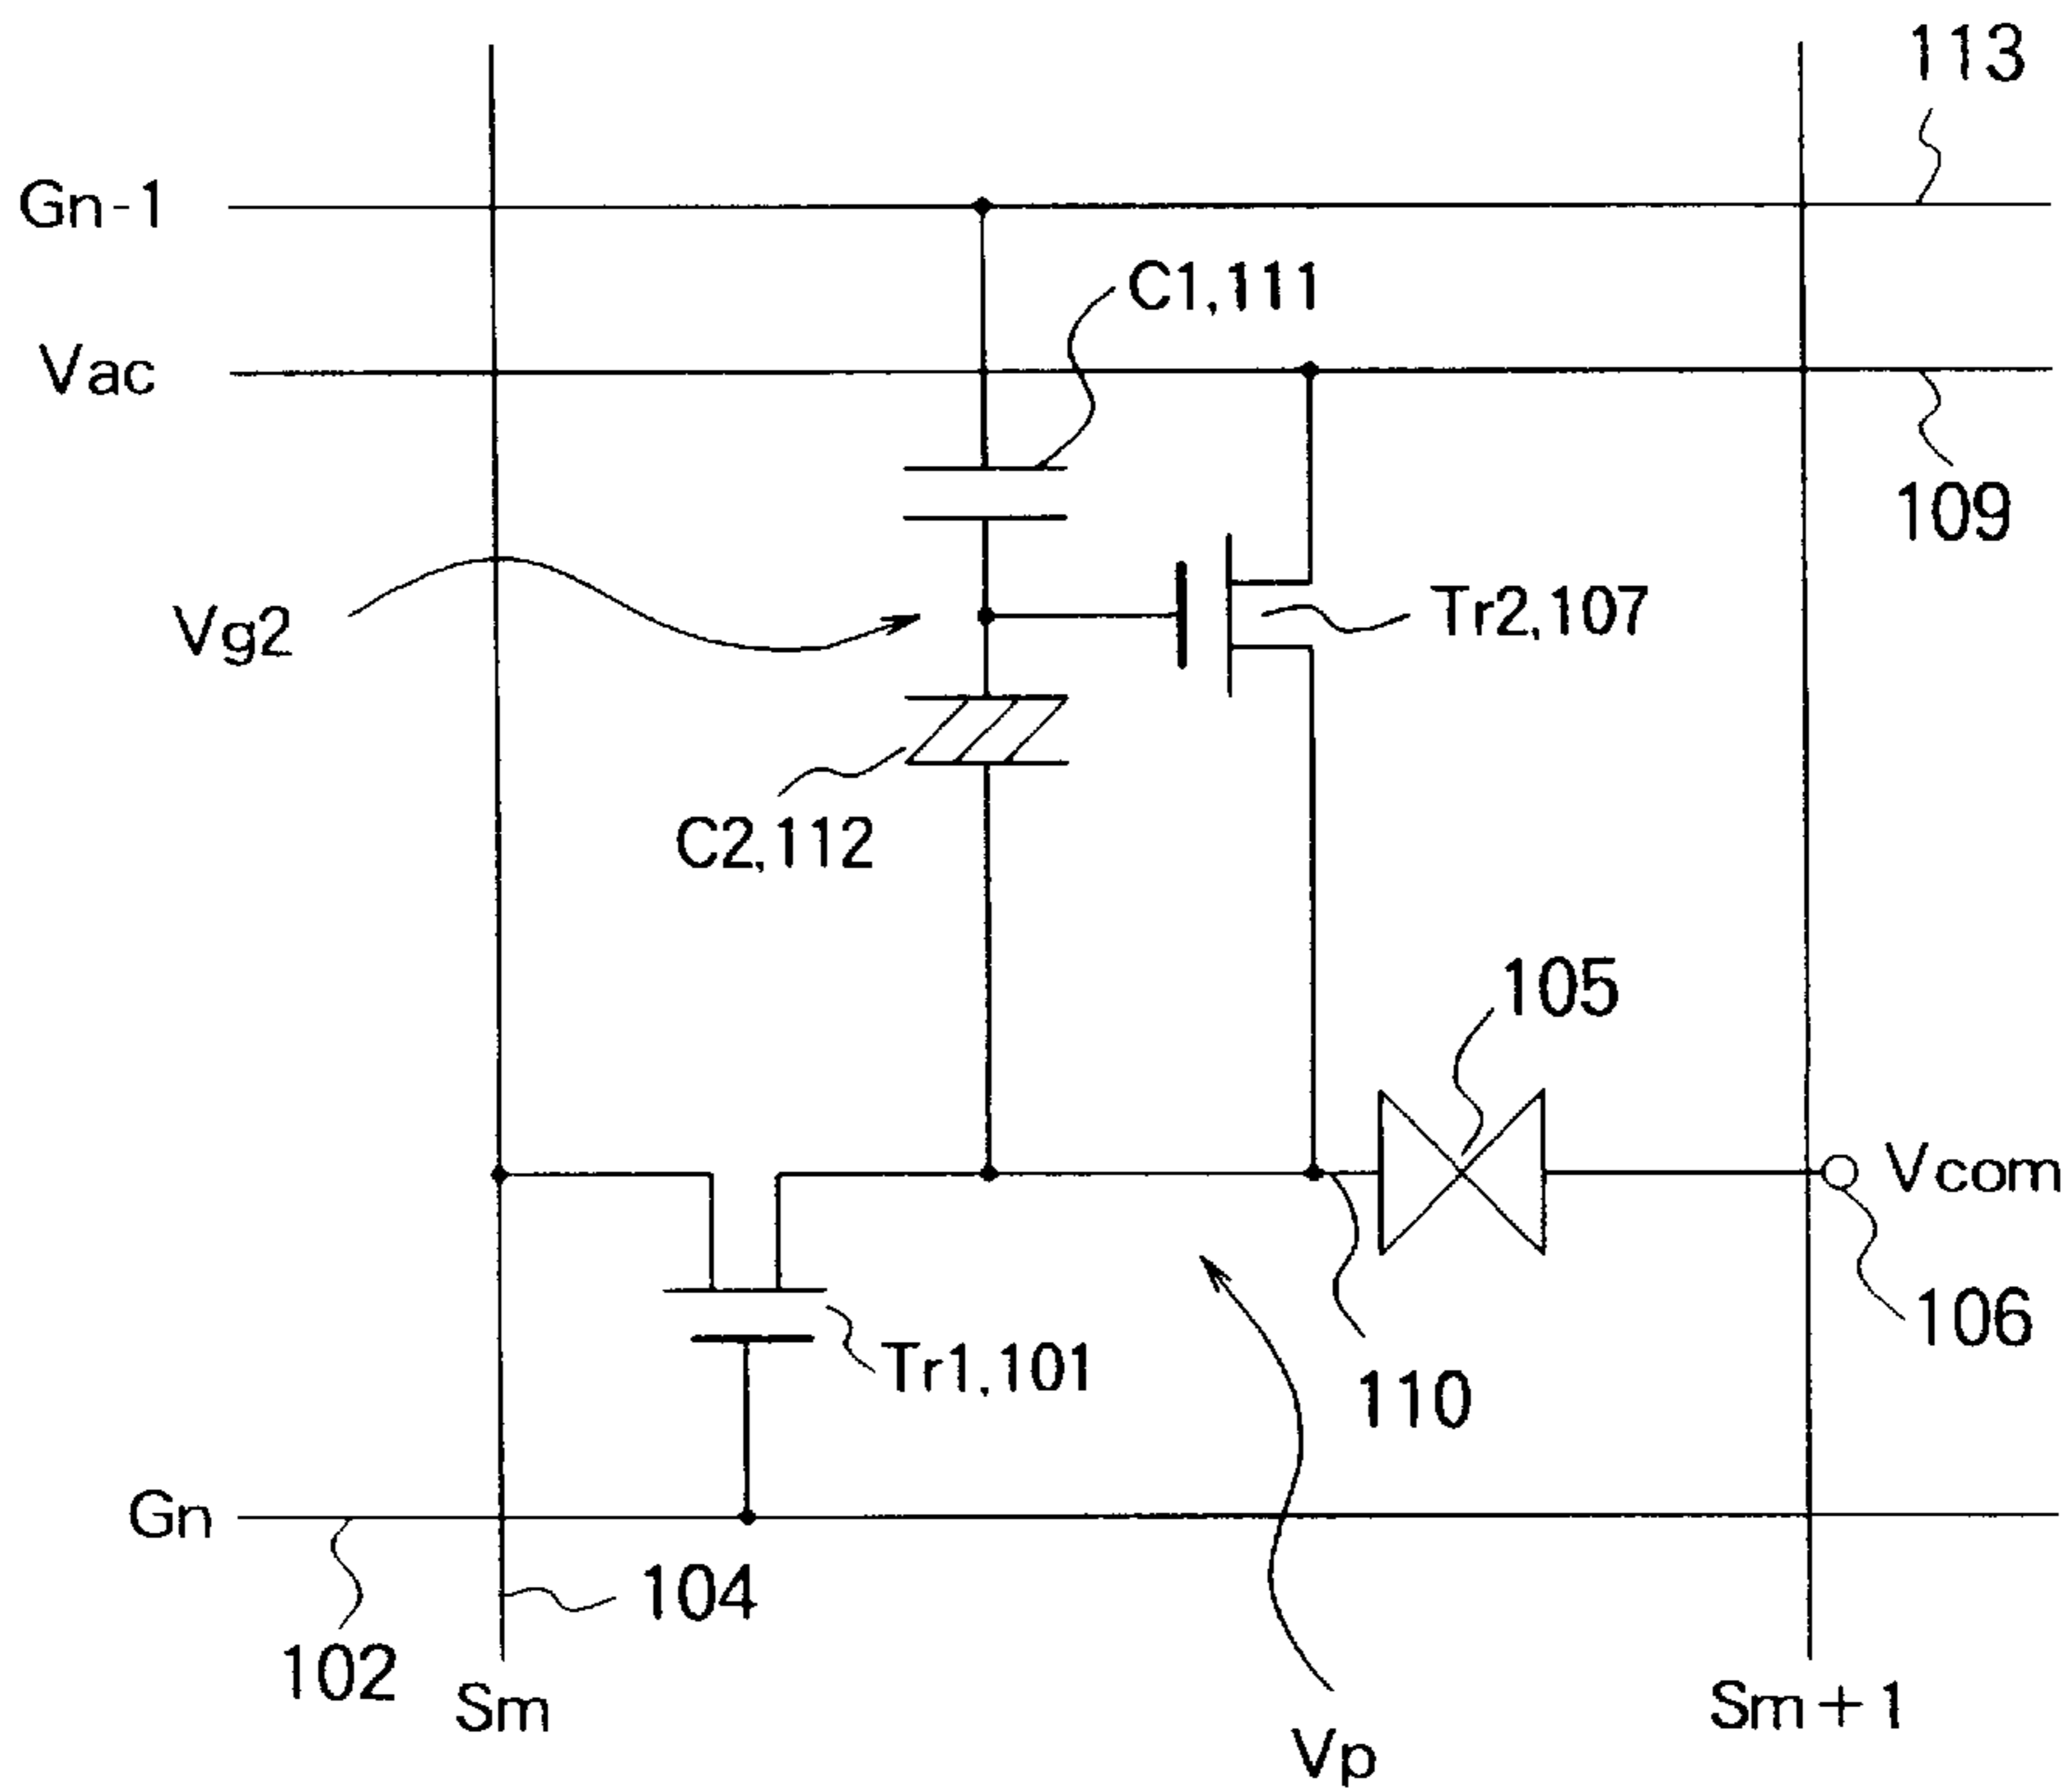 113
Gn-1
C1,111
Vac
109
Tr2,107
Vg2
C2,112
105
Vcom
106
Tr1,101
110
Gn
104
102
Sm
Sm+1
Vp